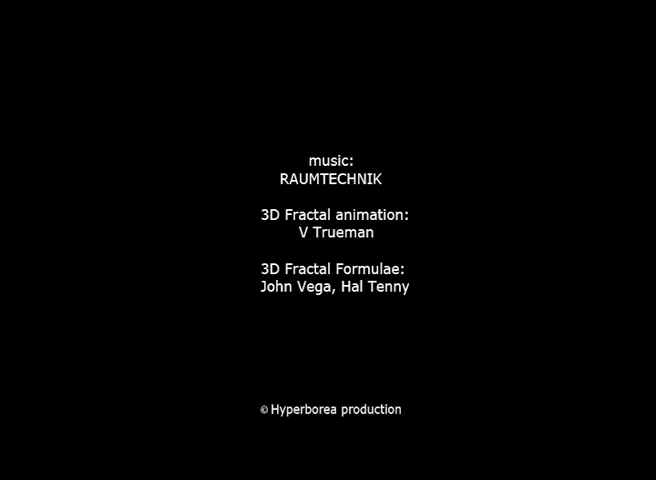 music:
RAUMTECHNIK
3D Fractal animation:
V Trueman
3D Fractal Formulae:
John Vega, Hal Tenny
© Hyperborea production